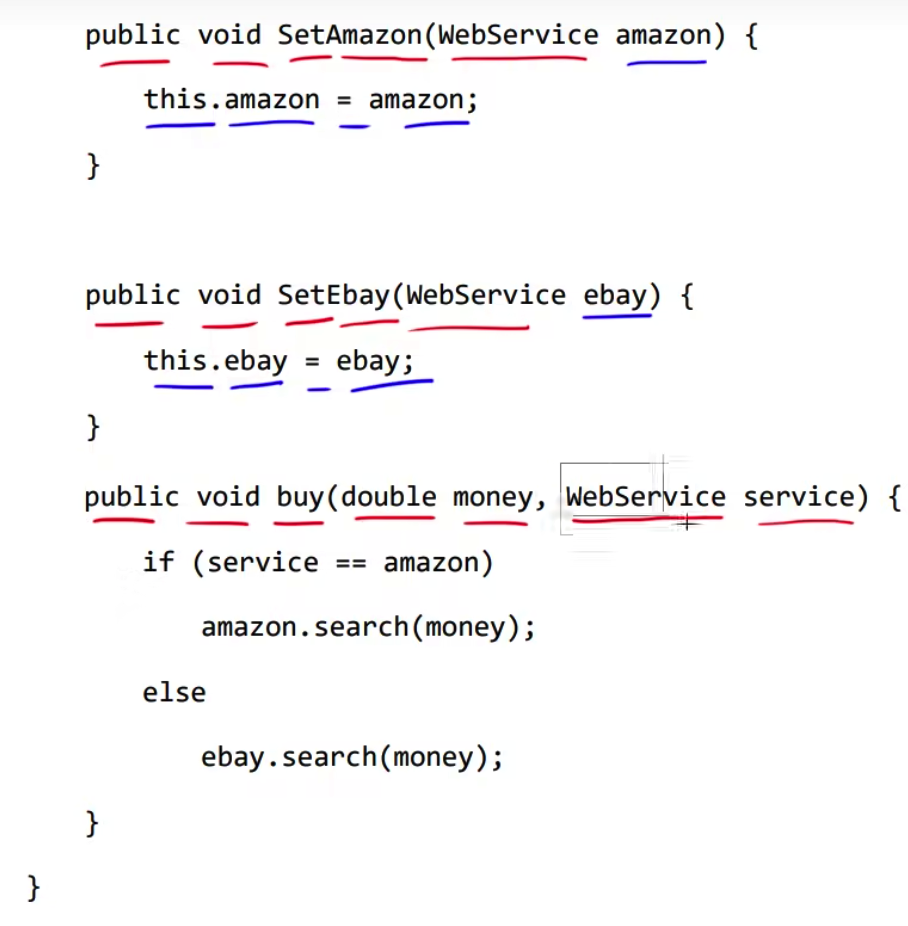 public void SetAmazon(WebService amazon) {
this.amazon = amazon;
}
public void SetEbay(WebService ebay) {
this.ebay = ebay;
}
public void buy(double money, WebService service) {
if (service == amazon)
amazon.search(money);
else
ebay.search(money);
}
}